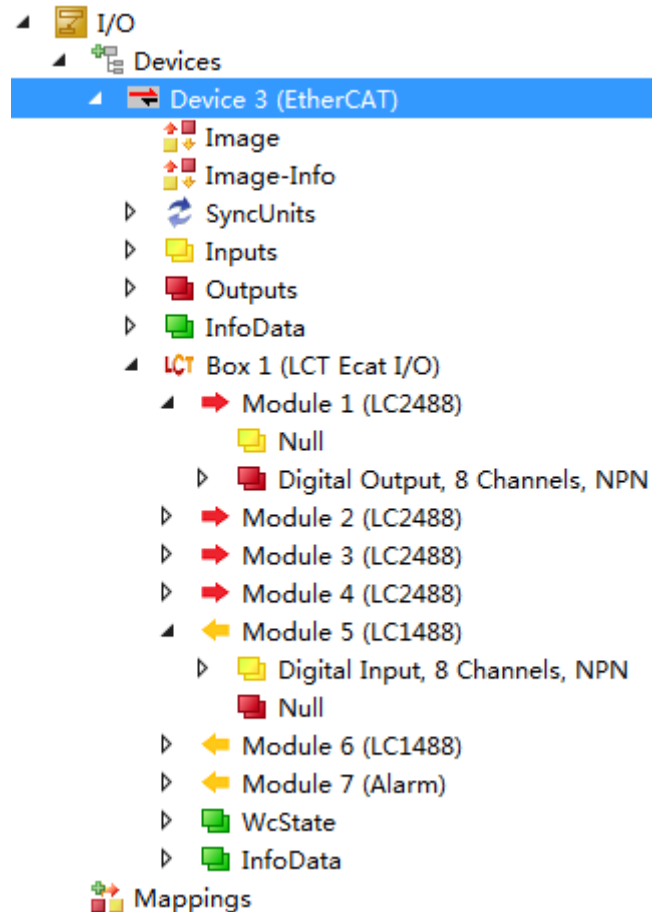 I/O
Devices
Device 3 (EtherCAT)
Image
Image-Info
SyncUnits
Inputs
Outputs
InfoData
LCT Box 1 (LCT Ecat I/O)
Module 1 (LC2488)
Null
Digital Output, 8 Channels, NPN
Module 2 (LC2488)
Module 3 (LC2488)
Module 4 (LC2488)
Module 5 (LC1488)
Digital Input, 8 Channels, NPN
Null
Module 6 (LC1488)
Module 7 (Alarm)
WcState
InfoData
Mappings